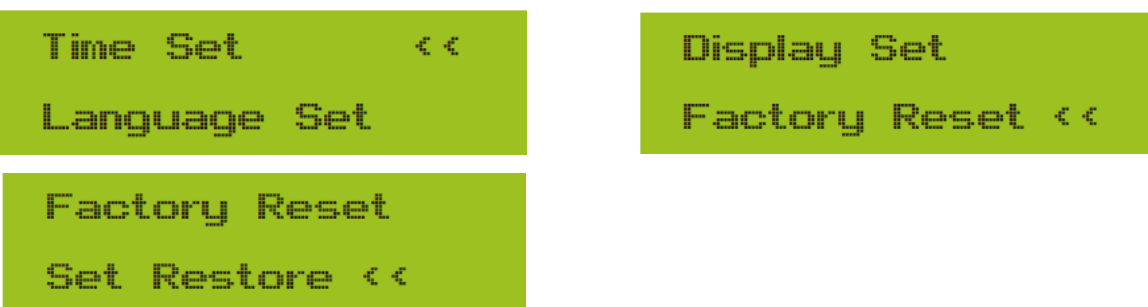 Time Set <<
Language Set
Display Set
Factory Reset <<
Factory Reset
Set Restore <<